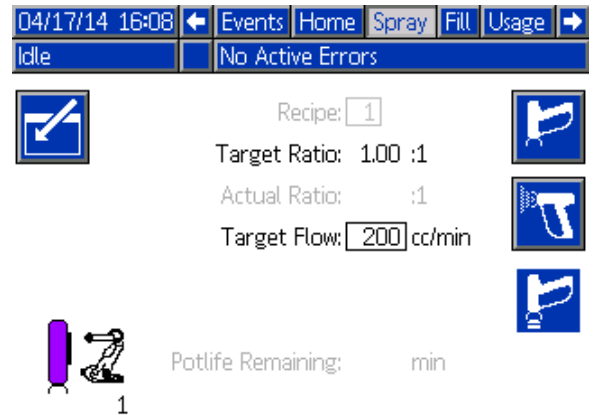 04/17/14 16:08 Events Home Spray Fill Usage
Idle No Active Errors
Recipe: 1
Target Ratio: 1.00 :1
Actual Ratio: :1
Target Flow: 200 cc/min
Potlife Remaining: min
1